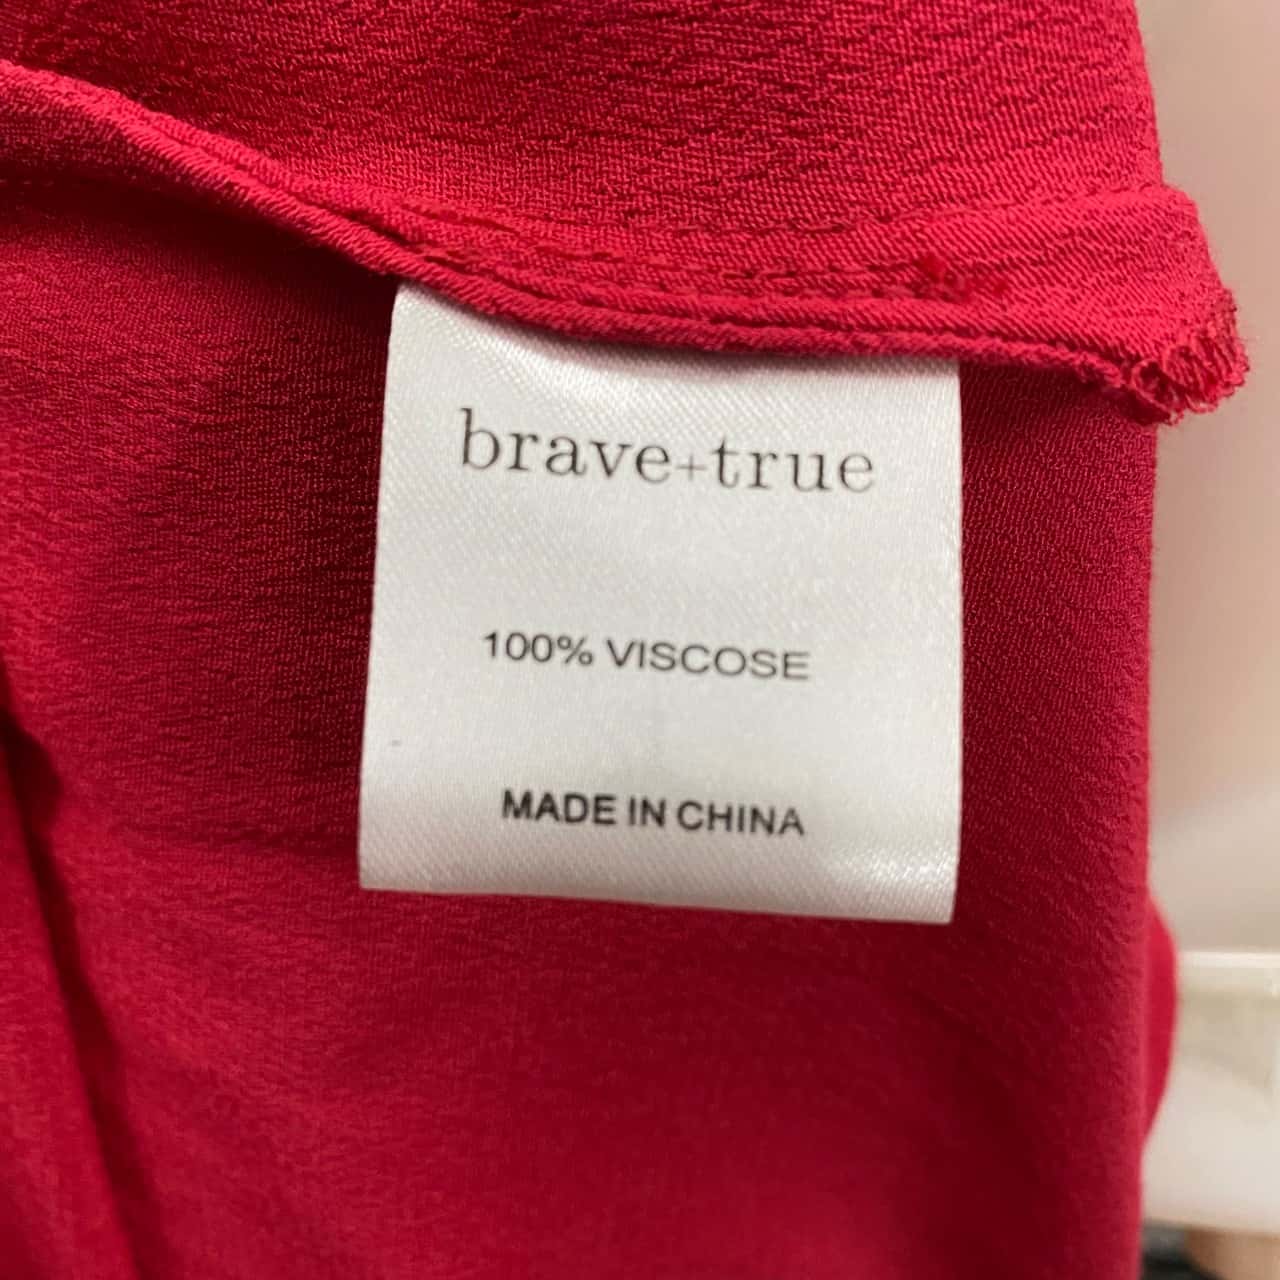 brave+true
100% VISCOSE
MADE IN CHINA